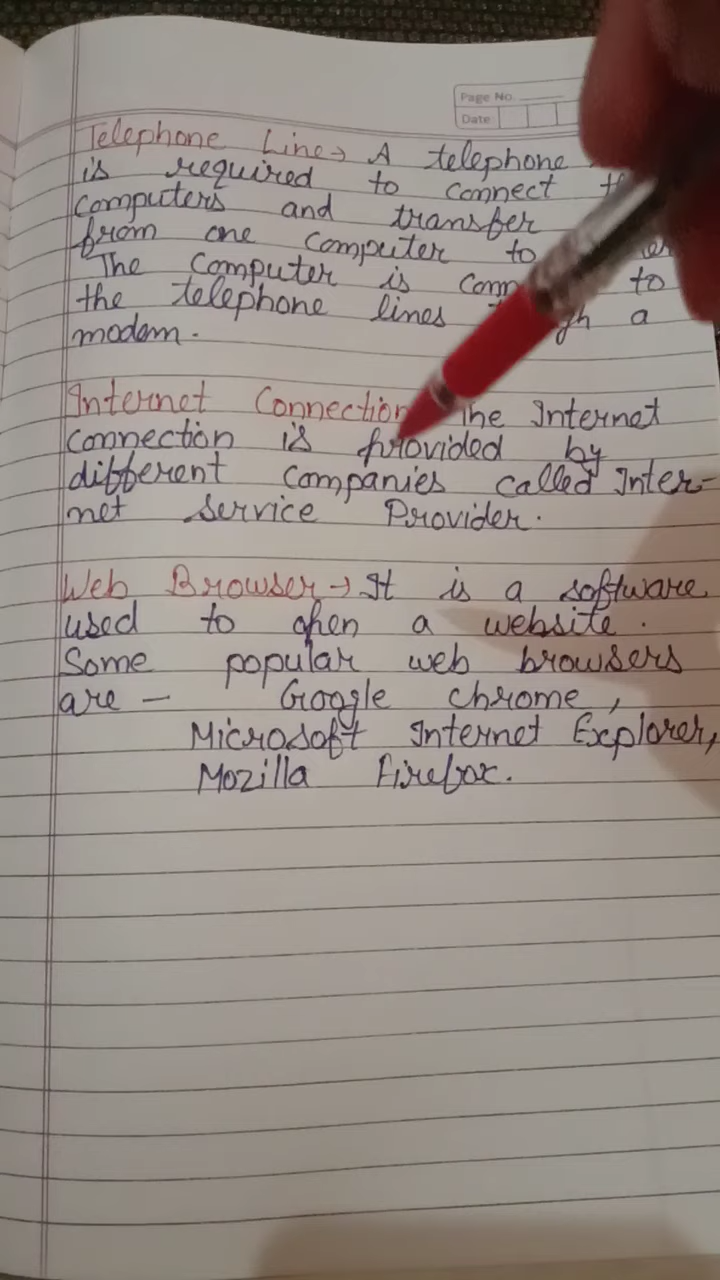 Page No.
Date
Telephone Line → A telephone
is required to connect
computers and transfer
from one computer to
The computer is to
the telephone lines a
modem.
Internet Connection The Internet
connection is provided by
different companies called Inter-
net Service Provider.
Web Browser → It is a software
used to open a website.
Some popular web browsers
are — Google Chrome,
Microsoft Internet Explorer,
Mozilla Firefox.